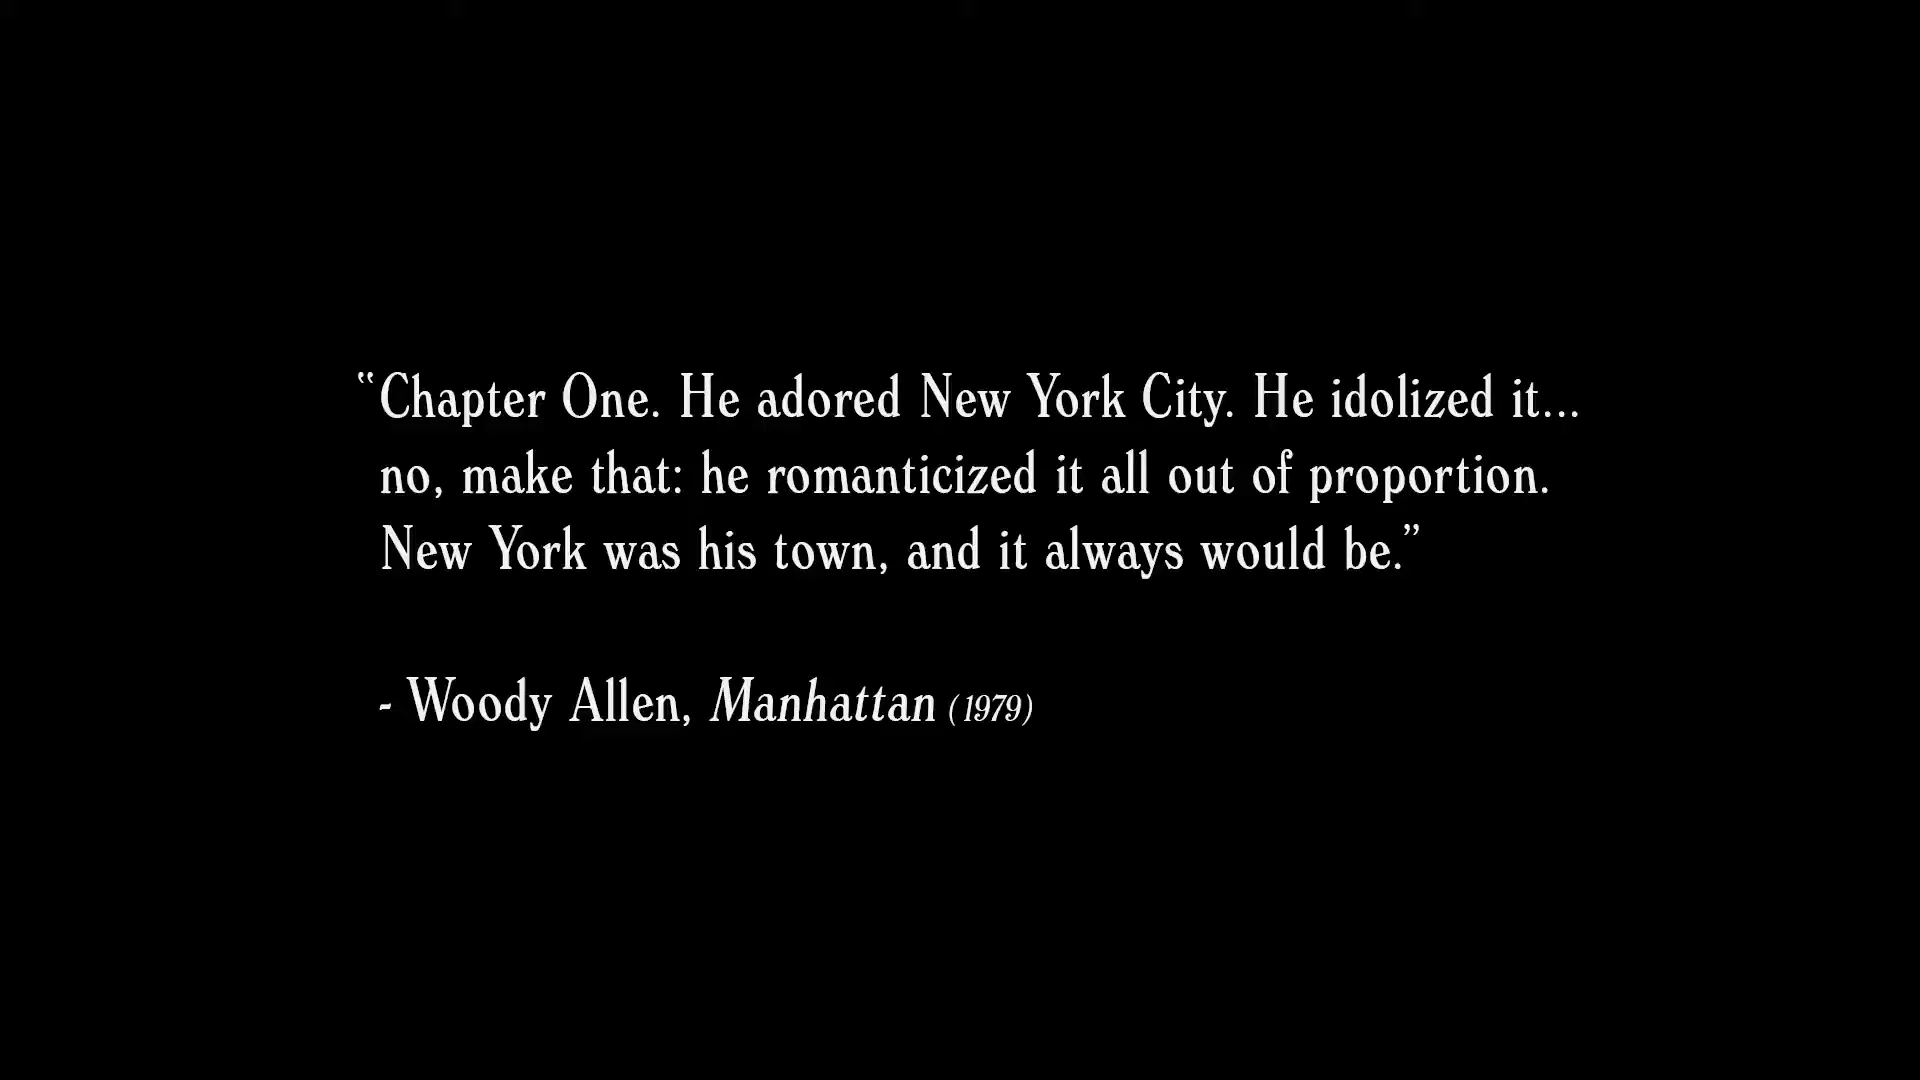 “Chapter One. He adored New York City. He idolized it...
no, make that: he romanticized it all out of proportion.
New York was his town, and it always would be.”
- Woody Allen, Manhattan (1979)